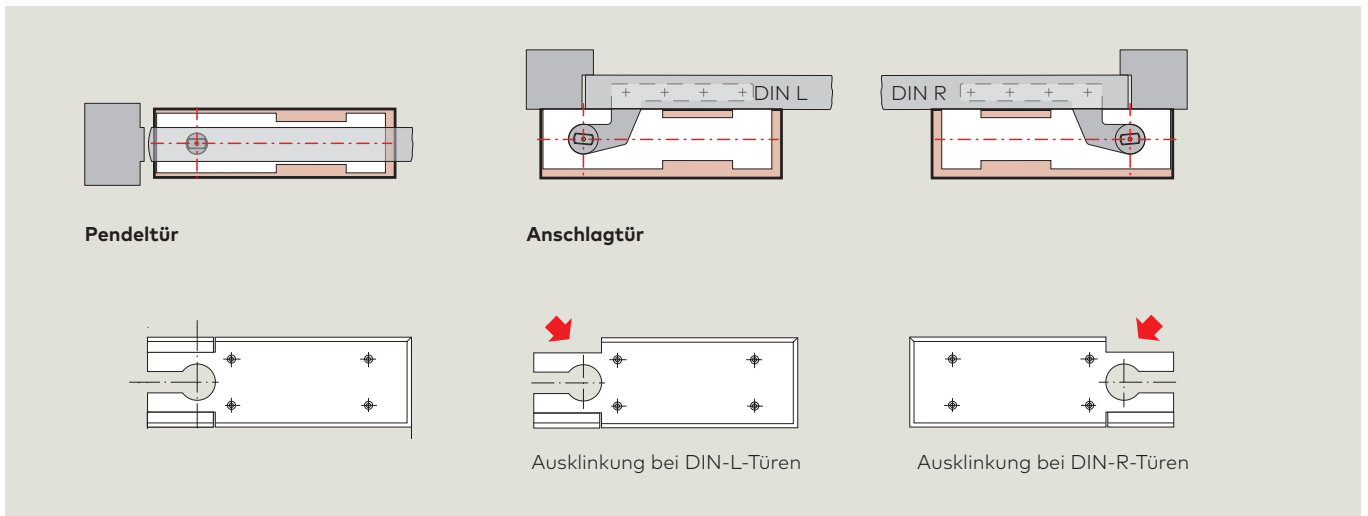 DIN L
DIN R
Pendeltür
Anschlagtür
Ausklinkung bei DIN-L-Türen
Ausklinkung bei DIN-R-Türen